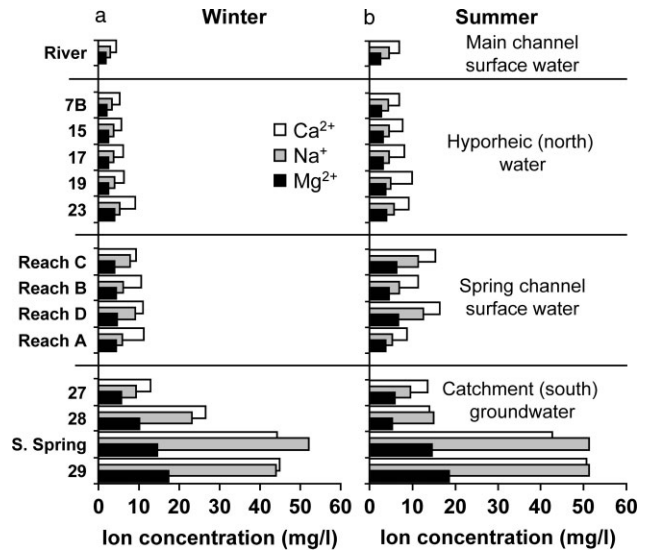 a Winter b Summer
River
Main channel
surface water
7B
15
17
19
23
Ca²⁺
Na⁺
Mg²⁺
Hyporheic (north)
water
Reach C
Reach B
Reach D
Reach A
Spring channel
surface water
27
28
S. Spring
29
Catchment (south)
groundwater
0 10 20 30 40 50 60 0 10 20 30 40 50 60
Ion concentration (mg/l) Ion concentration (mg/l)